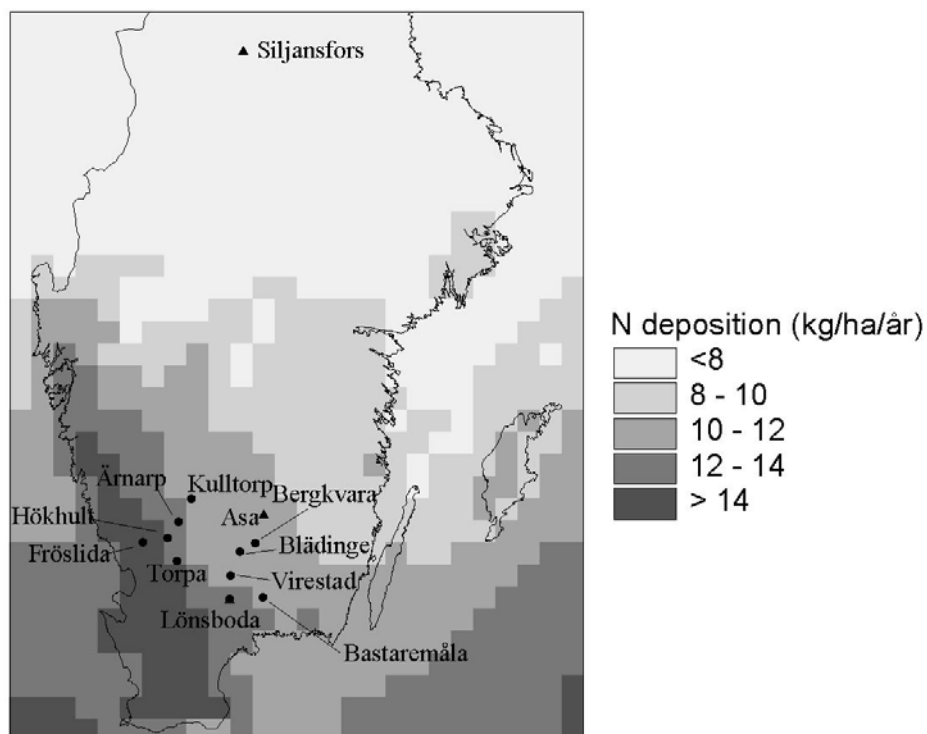 Siljansfors
N deposition (kg/ha/år)
<8
8 - 10
10 - 12
12 - 14
> 14
Ärnarp
Kulltorp
Bergkvara
Asa
Hökhult
Fröslida
Blädinge
Torpa
Virestad
Lönsboda
Bastaremåla